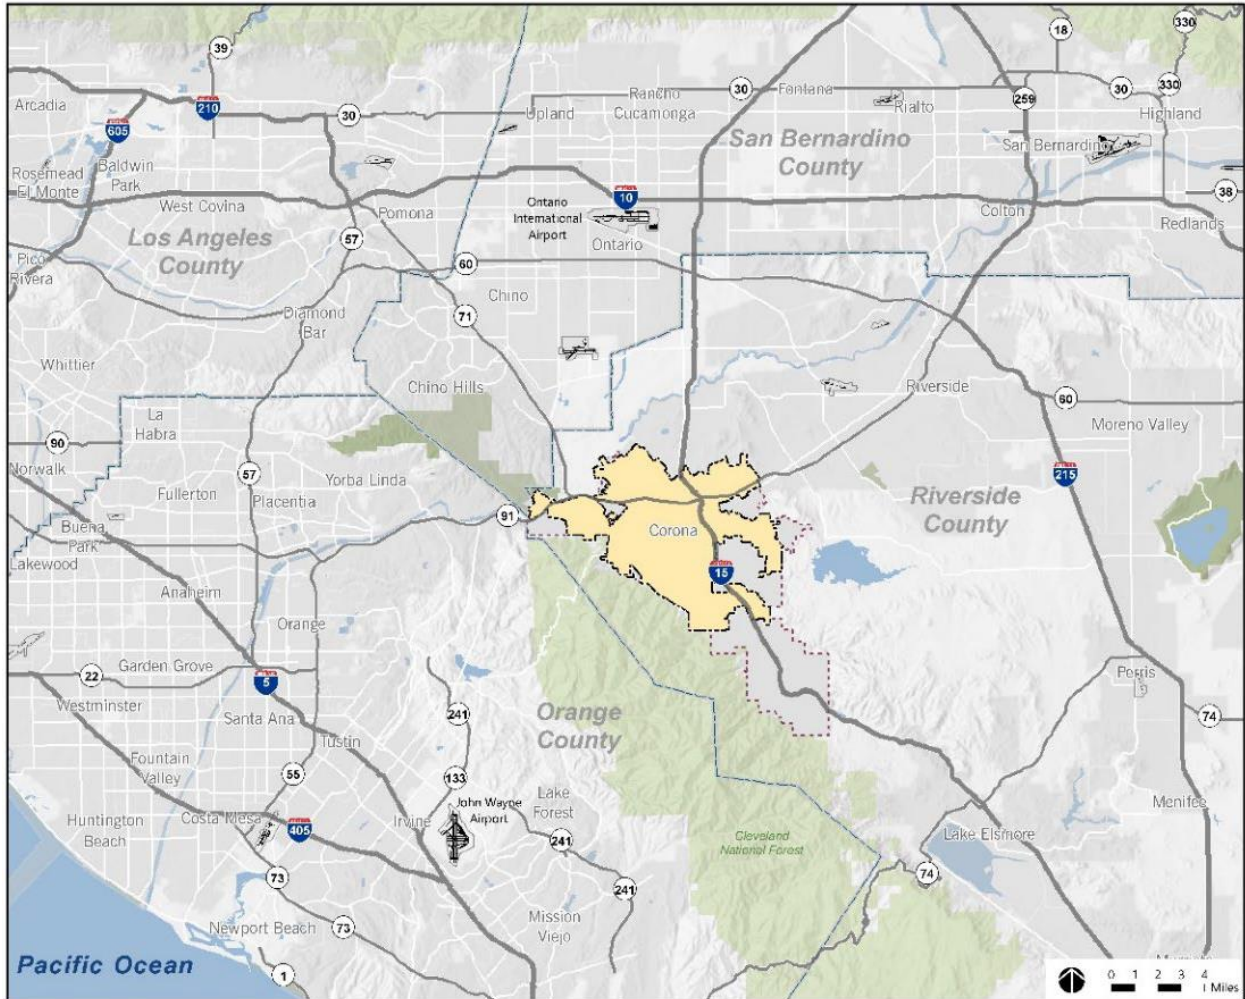 39
18
330
Arcadia
210
605
30
Upland
Rancho
Cucamonga
30
Fontana
Rialto
259
30
330
Highland
San Bernardino
County
San Bernardino
Baldwin
Park
Rosemead
El Monte
West Covina
Pomona
10
Ontario
International
Airport
Ontario
Colton
38
Redlands
Los Angeles
County
57
Pico
Rivera
60
Chino
71
Diamond
Bar
Whittier
Chino Hills
Riverside
60
Moreno Valley
La
Habra
90
Norwalk
57
Fullerton
Placentia
Yorba Linda
215
Riverside
County
91
Corona
Buena
Park
Lakewood
15
Anaheim
Orange
Garden Grove
22
5
Westminster
Santa Ana
Tustin
241
Orange
County
Perris
74
Fountain
Valley
55
133
Lake
Forest
John Wayne
Airport
Menifee
Huntington
Beach
Costa Mesa
405
Irvine
241
Cleveland
National Forest
Lake Elsinore
73
241
74
Newport Beach
73
Mission
Viejo
Pacific Ocean
1
0 1 2 3 4
Miles